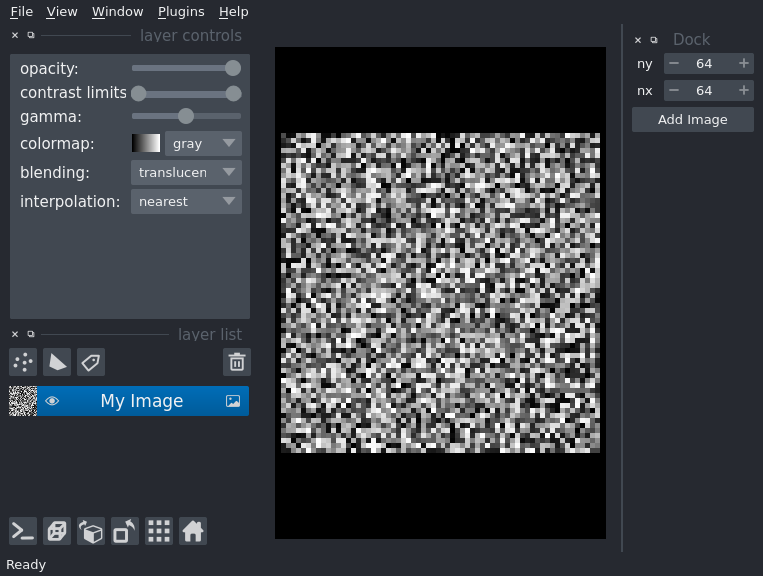 File View Window Plugins Help
layer controls
opacity:
contrast limits
gamma:
colormap: gray
blending: translucen
interpolation: nearest
layer list
My Image
Ready
Dock
ny − 64 +
nx − 64 +
Add Image